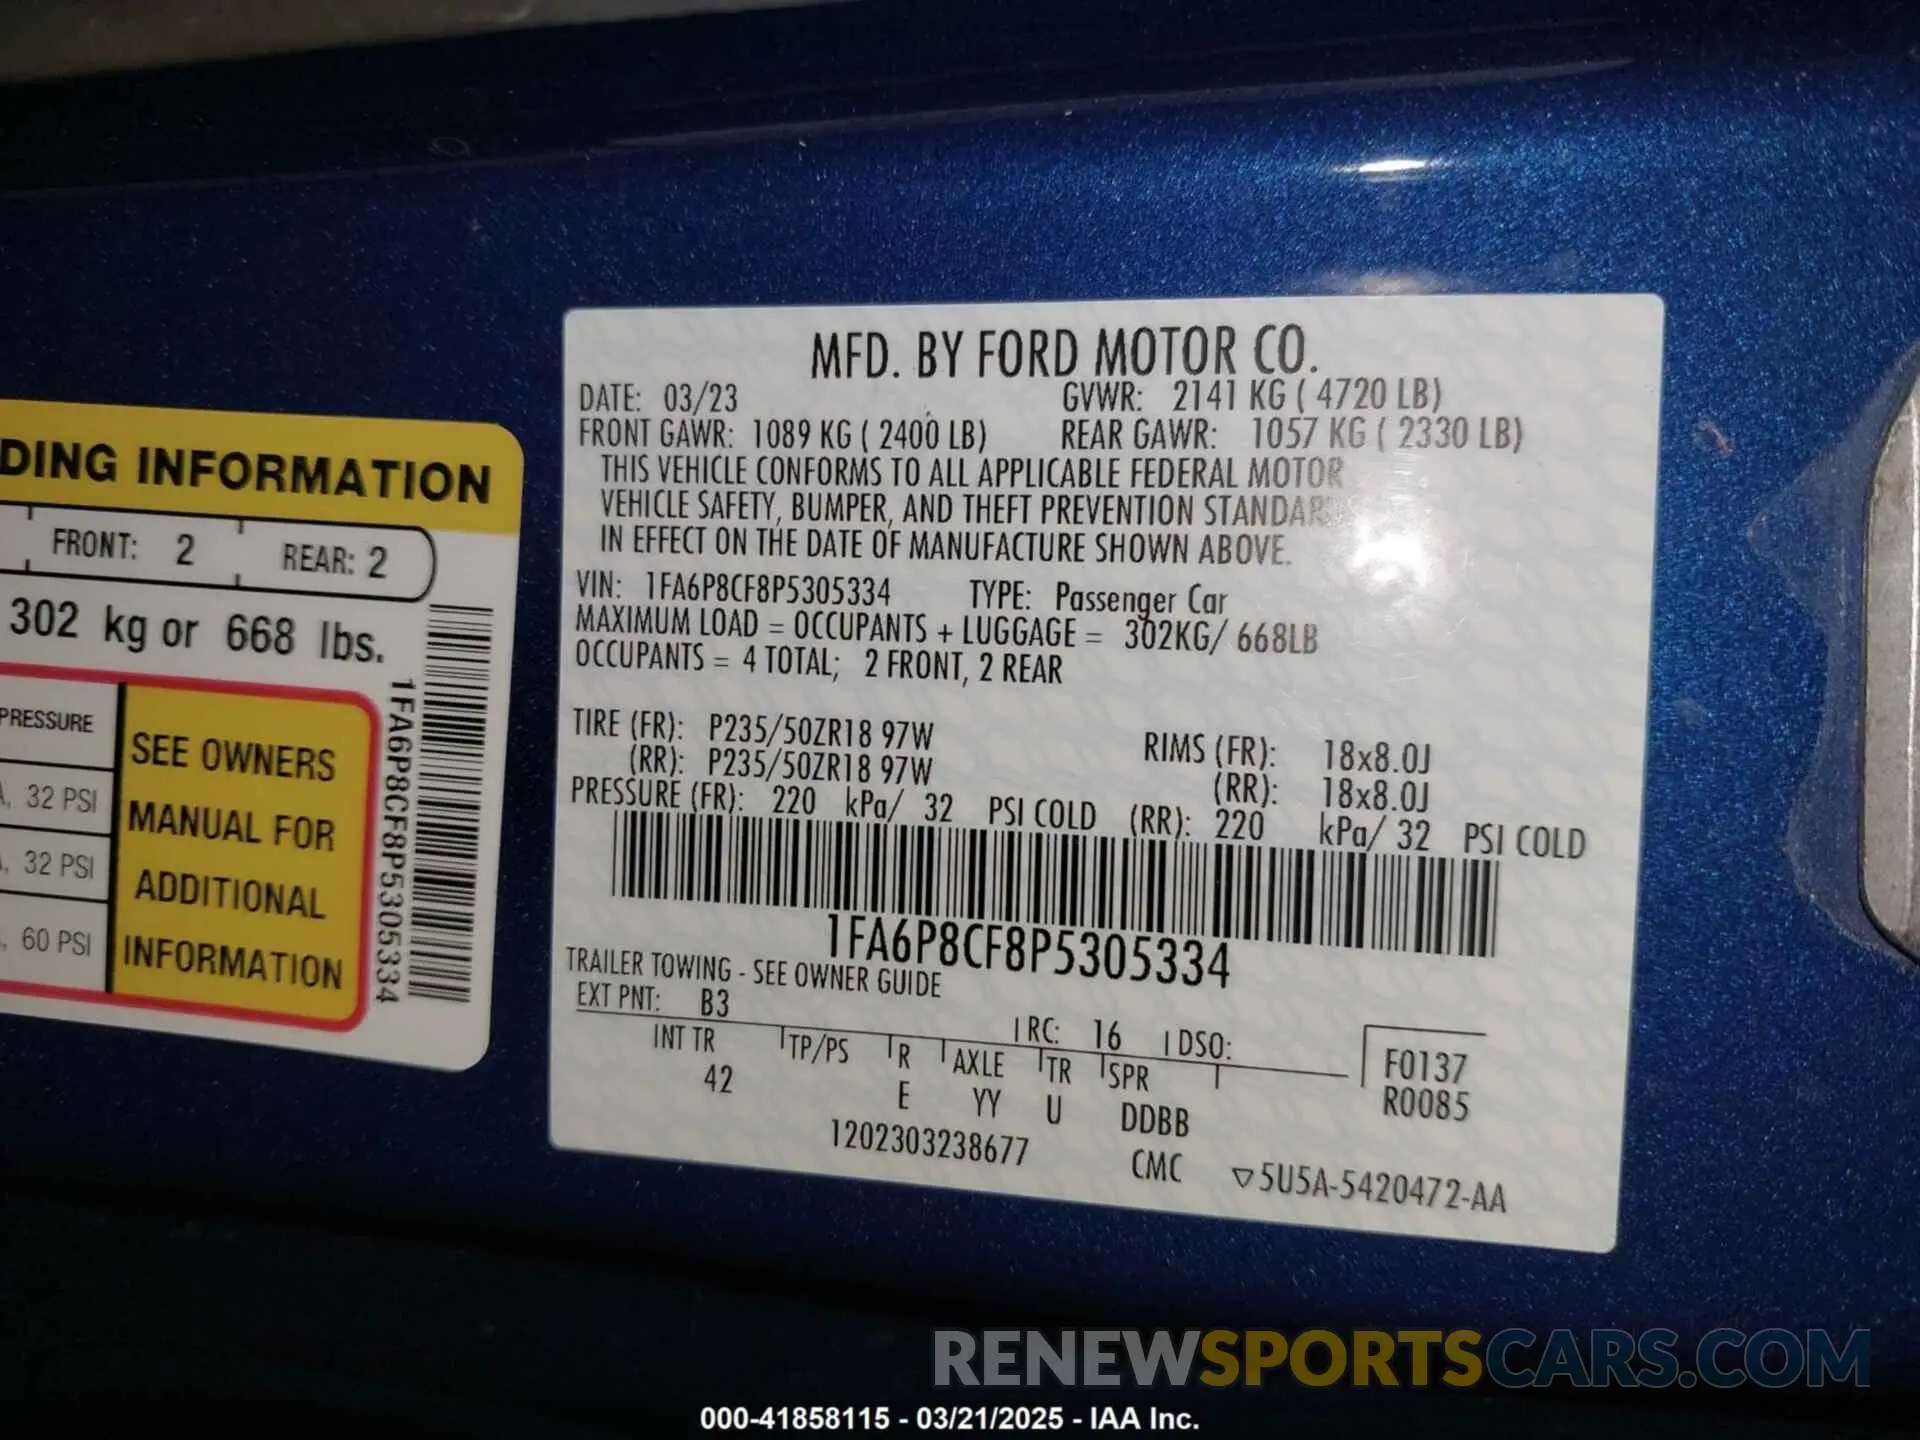 DING INFORMATION
FRONT: 2 REAR: 2
302 kg or 668 lbs.
PRESSURE
32 PSI
32 PSI
60 PSI
SEE OWNERS
MANUAL FOR
ADDITIONAL
INFORMATION
1FA6P8CF8P5305334
MFD. BY FORD MOTOR CO.
DATE: 03/23 GVWR: 2141 KG ( 4720 LB)
FRONT GAWR: 1089 KG ( 2400 LB) REAR GAWR: 1057 KG ( 2330 LB)
THIS VEHICLE CONFORMS TO ALL APPLICABLE FEDERAL MOTOR
VEHICLE SAFETY, BUMPER, AND THEFT PREVENTION STANDAR
IN EFFECT ON THE DATE OF MANUFACTURE SHOWN ABOVE.
VIN: 1FA6P8CF8P5305334 TYPE: Passenger Car
MAXIMUM LOAD = OCCUPANTS + LUGGAGE = 302KG/ 668LB
OCCUPANTS = 4 TOTAL; 2 FRONT, 2 REAR
TIRE (FR): P235/50ZR18 97W RIMS (FR): 18x8.0J
(RR): P235/50ZR18 97W (RR): 18x8.0J
PRESSURE (FR): 220 kPa/ 32 PSI COLD (RR): 220 kPa/ 32 PSI COLD
1FA6P8CF8P5305334
TRAILER TOWING - SEE OWNER GUIDE
EXT PNT: B3 RC: 16 DSO:
INT TR TP/PS R AXLE TR SPR F0137
42 E YY U DDBB R0085
1202303238677 CMC ▽5U5A-5420472-AA
RENEWSPORTSCARS.COM
000-41858115 - 03/21/2025 - IAA Inc.